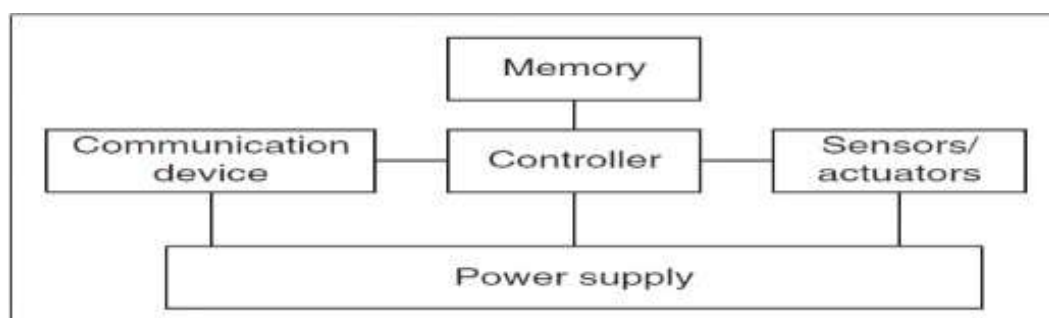 Memory
Communication
device
Controller
Sensors/
actuators
Power supply